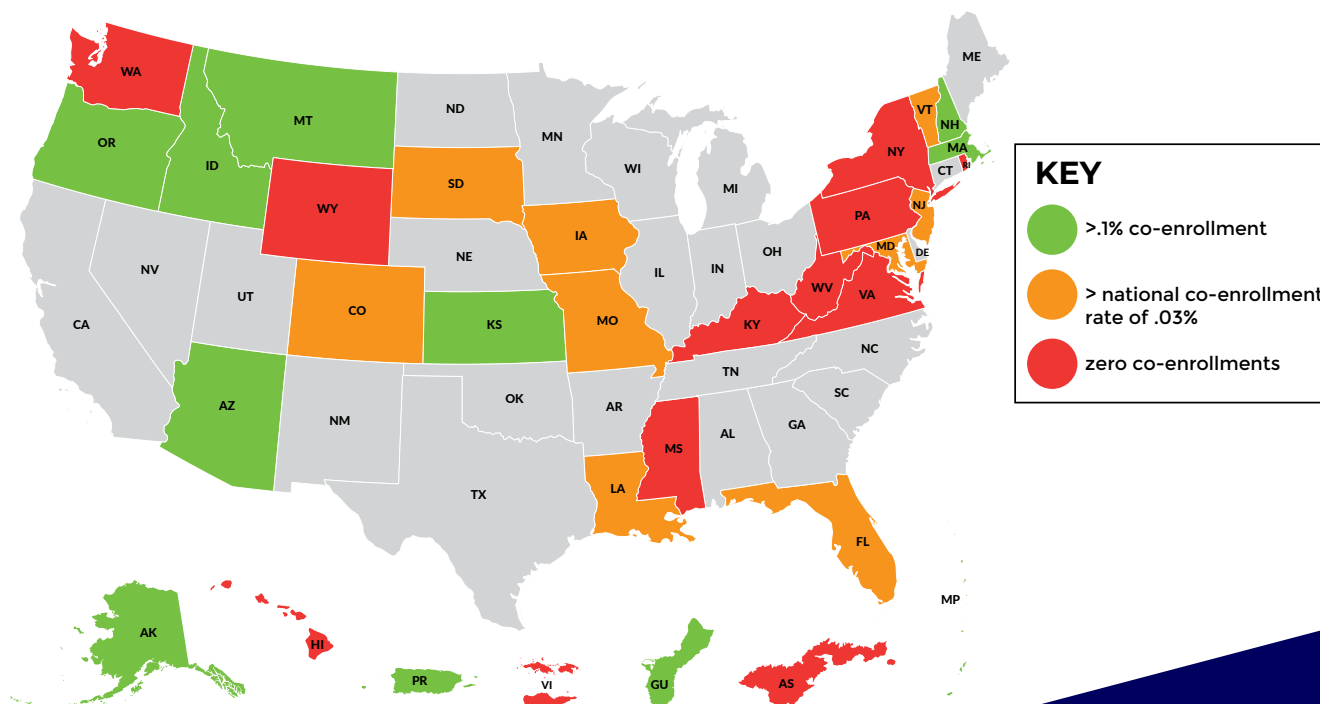 ME
WA
VT
ND
MT
NH
MN
OR
MA
NY
ID
WI
RI
CT
SD
MI
WY
NJ
PA
IA
MD
DE
OH
NE
NV
IL
IN
UT
WV
VA
CO
MO
KS
KY
CA
NC
TN
SC
OK
AZ
AR
NM
GA
AL
MS
LA
TX
FL
MP
AK
HI
PR
VI
GU
AS
KEY
>.1% co-enrollment
> national co-enrollment
rate of .03%
zero co-enrollments